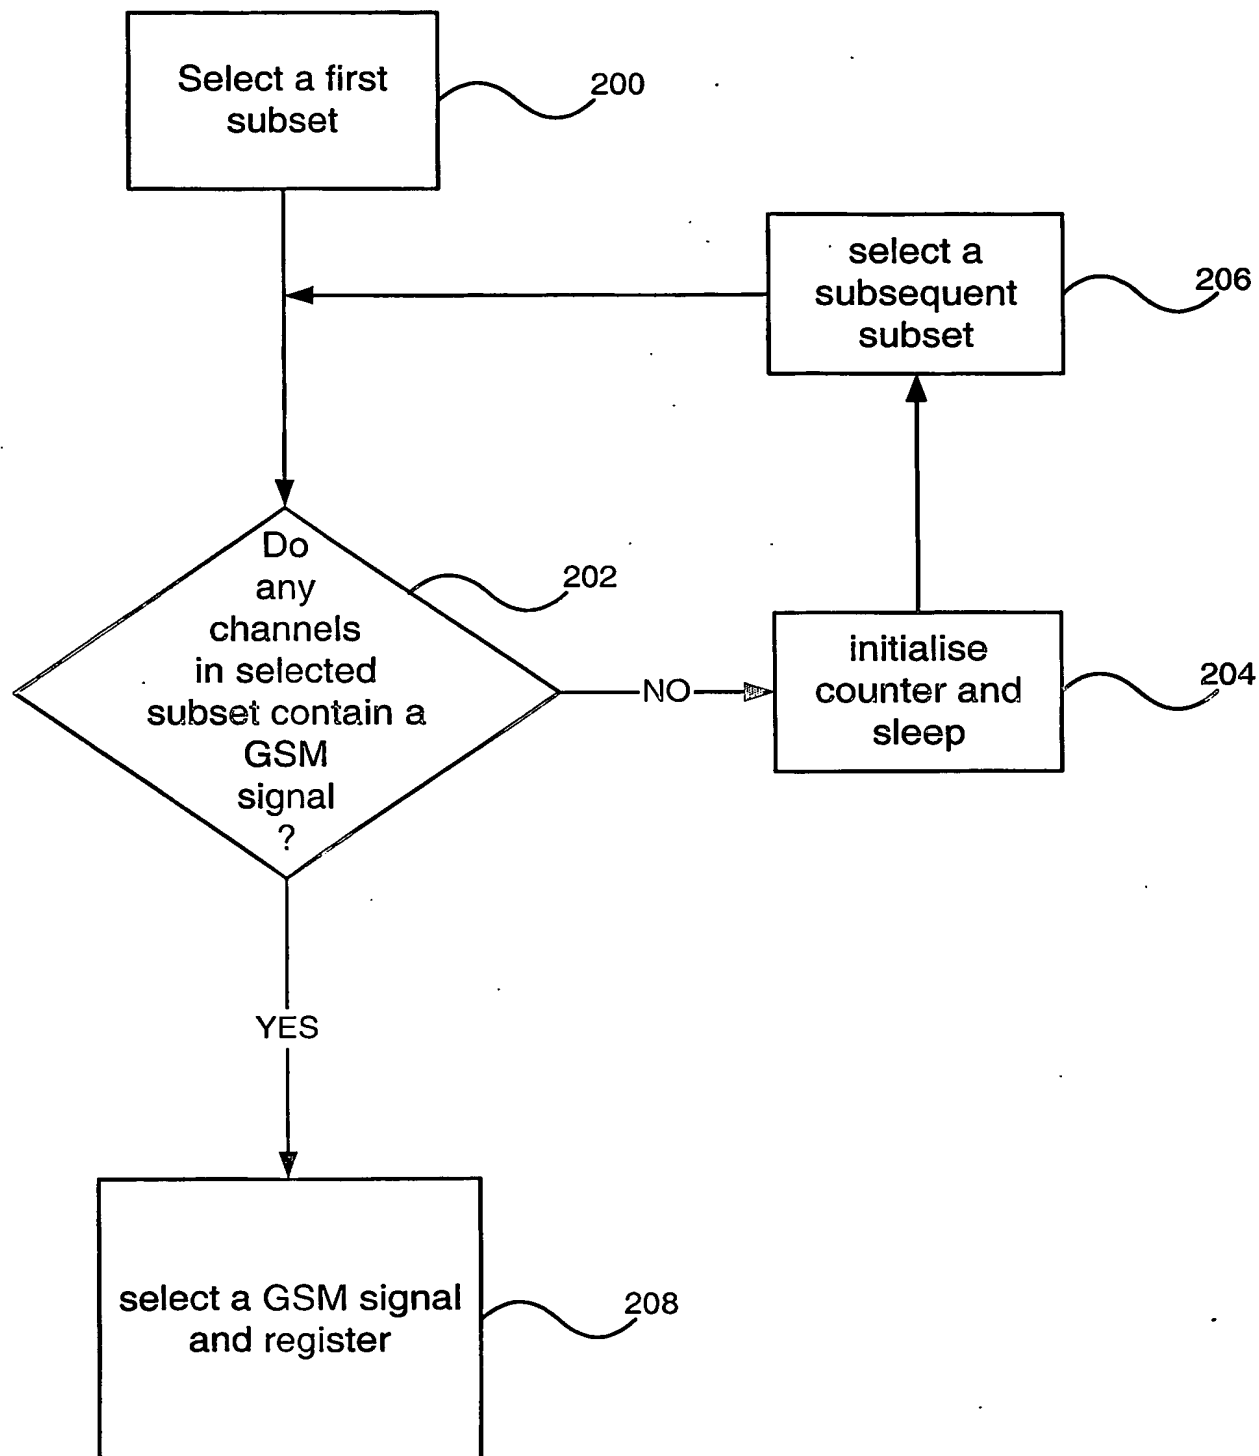 Select a first
subset
200
select a
subsequent
subset
206
Do
any
channels
in selected
subset contain a
GSM
signal
?
202
NO
initialise
counter and
sleep
204
YES
select a GSM signal
and register
208